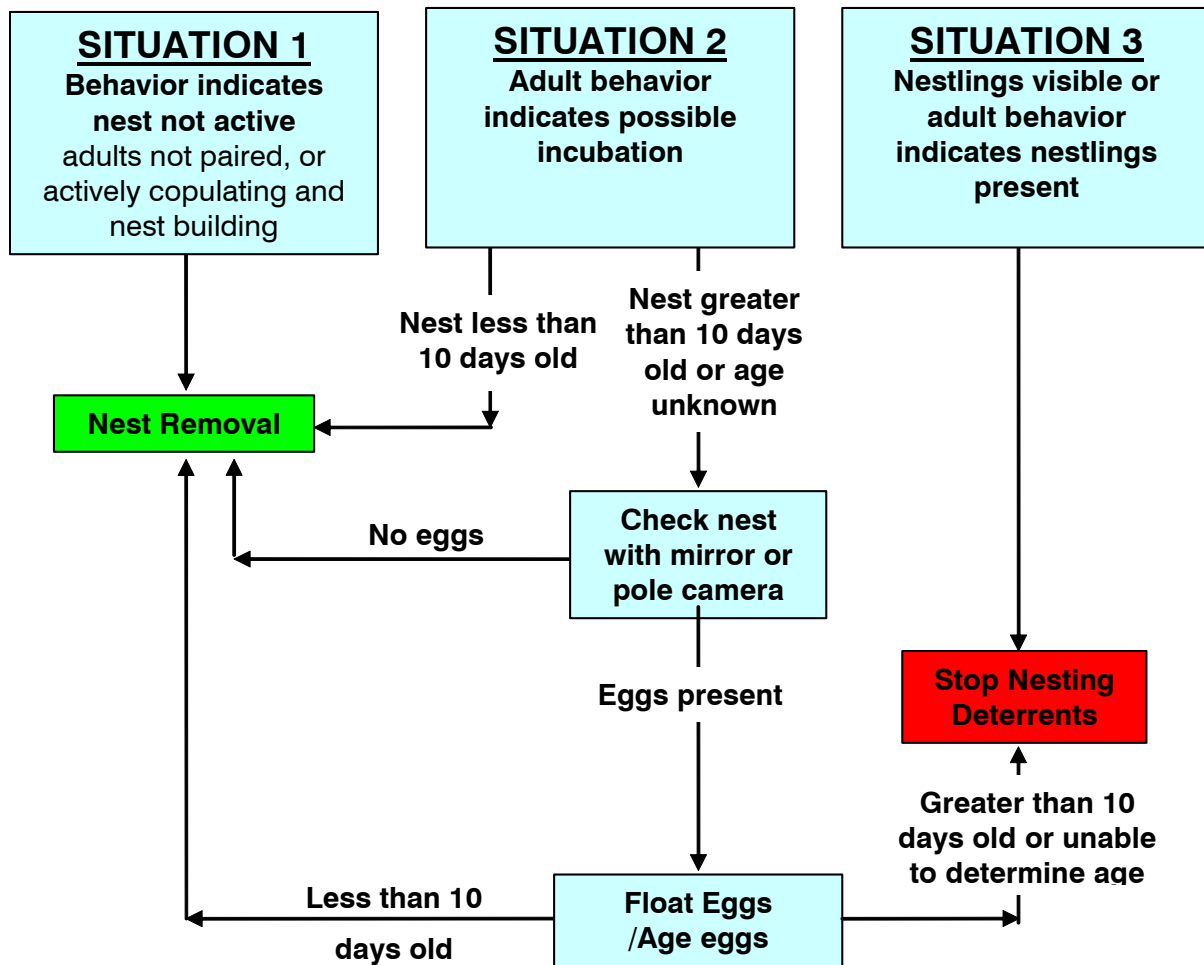 SITUATION 1
Behavior indicates
nest not active
adults not paired, or
actively copulating and
nest building
SITUATION 2
Adult behavior
indicates possible
incubation
SITUATION 3
Nestlings visible or
adult behavior
indicates nestlings
present
Nest less than
10 days old
Nest greater
than 10 days
old or age
unknown
Nest Removal
No eggs
Check nest
with mirror or
pole camera
Eggs present
Stop Nesting
Deterrents
Greater than 10
days old or unable
to determine age
Less than 10
days old
Float Eggs
/Age eggs